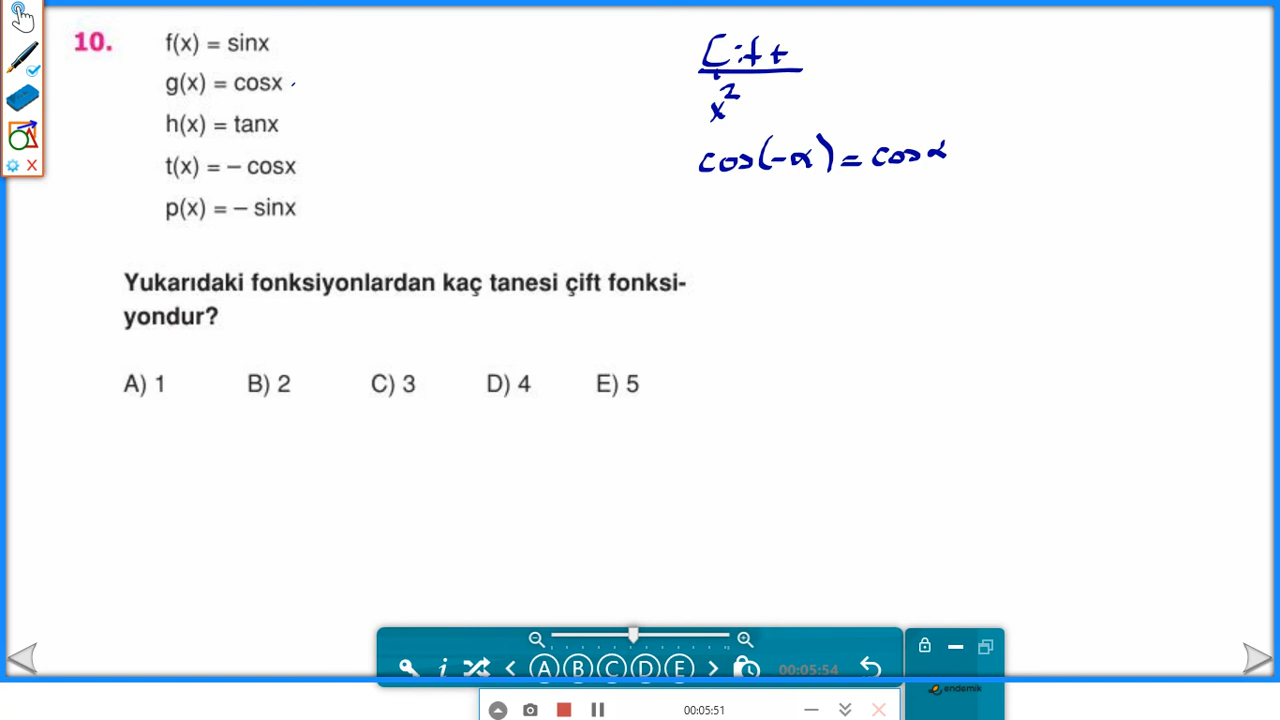 10.
f(x) = sinx
g(x) = cosx
h(x) = tanx
t(x) = – cosx
p(x) = – sinx
Çift
x²
cos(-α) = cosα
Yukarıdaki fonksiyonlardan kaç tanesi çift fonksi-
yondur?
A) 1 B) 2 C) 3 D) 4 E) 5
A B C D E 00:05:54
endemik
00:05:51